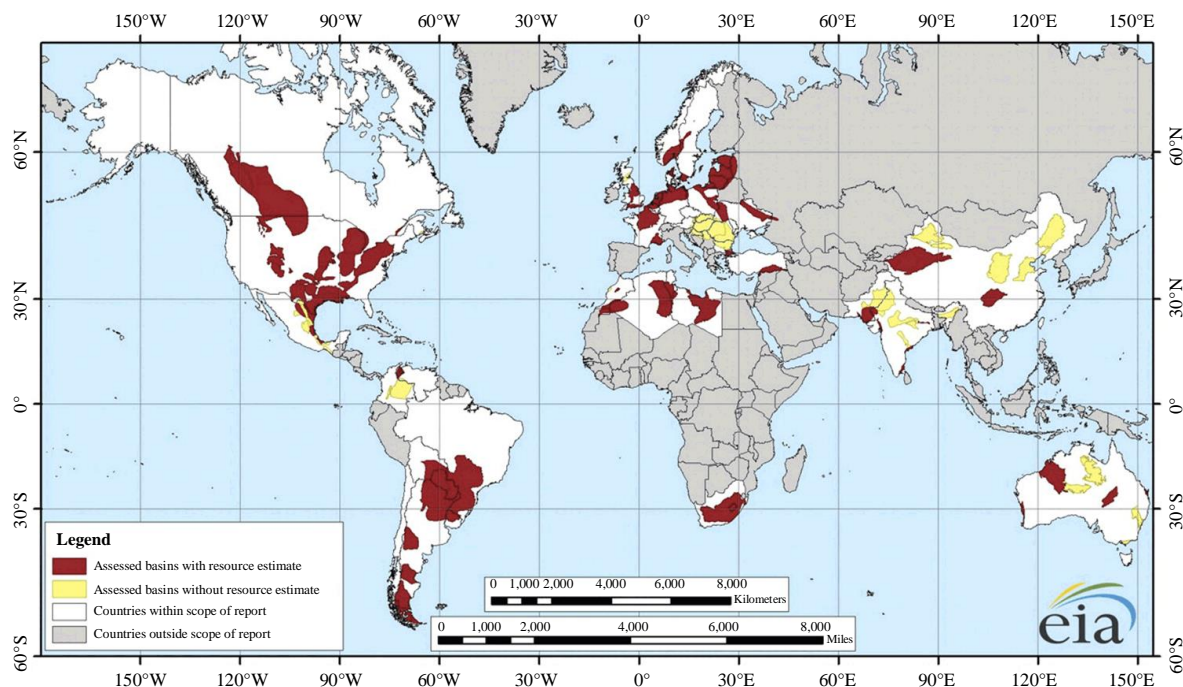 150°W 120°W 90°W 60°W 30°W 0° 30°E 60°E 90°E 120°E 150°E
60°N 60°N
30°N 30°N
0° 0°
30°S 30°S
Legend
Assessed basins with resource estimate
Assessed basins without resource estimate
Countries within scope of report
Countries outside scope of report
0 1,000 2,000 4,000 6,000 8,000
Kilometers
0 1,000 2,000 4,000 6,000 8,000
Miles
eia
60°S 60°S
150°W 120°W 90°W 60°W 30°W 0° 30°E 60°E 90°E 120°E 150°E